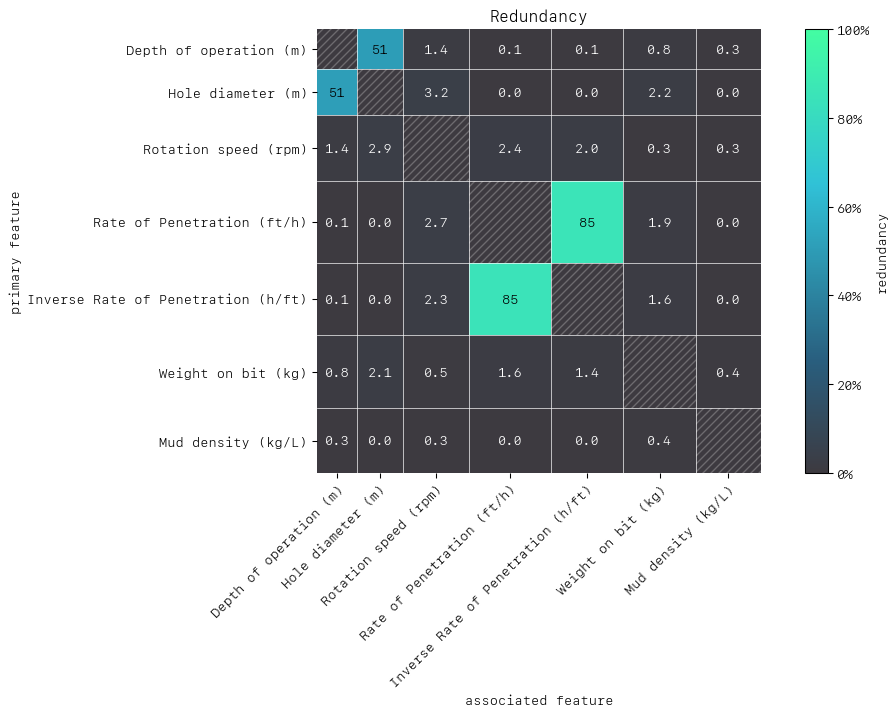 Redundancy
Depth of operation (m) 51 1.4 0.1 0.1 0.8 0.3
Hole diameter (m) 51 3.2 0.0 0.0 2.2 0.0
Rotation speed (rpm) 1.4 2.9 2.4 2.0 0.3 0.3
Rate of Penetration (ft/h) 0.1 0.0 2.7 85 1.9 0.0
Inverse Rate of Penetration (h/ft) 0.1 0.0 2.3 85 1.6 0.0
Weight on bit (kg) 0.8 2.1 0.5 1.6 1.4 0.4
Mud density (kg/L) 0.3 0.0 0.3 0.0 0.0 0.4
primary feature
Depth of operation (m)
Hole diameter (m)
Rotation speed (rpm)
Rate of Penetration (ft/h)
Inverse Rate of Penetration (h/ft)
Weight on bit (kg)
Mud density (kg/L)
associated feature
100%
80%
60%
40%
20%
0%
redundancy